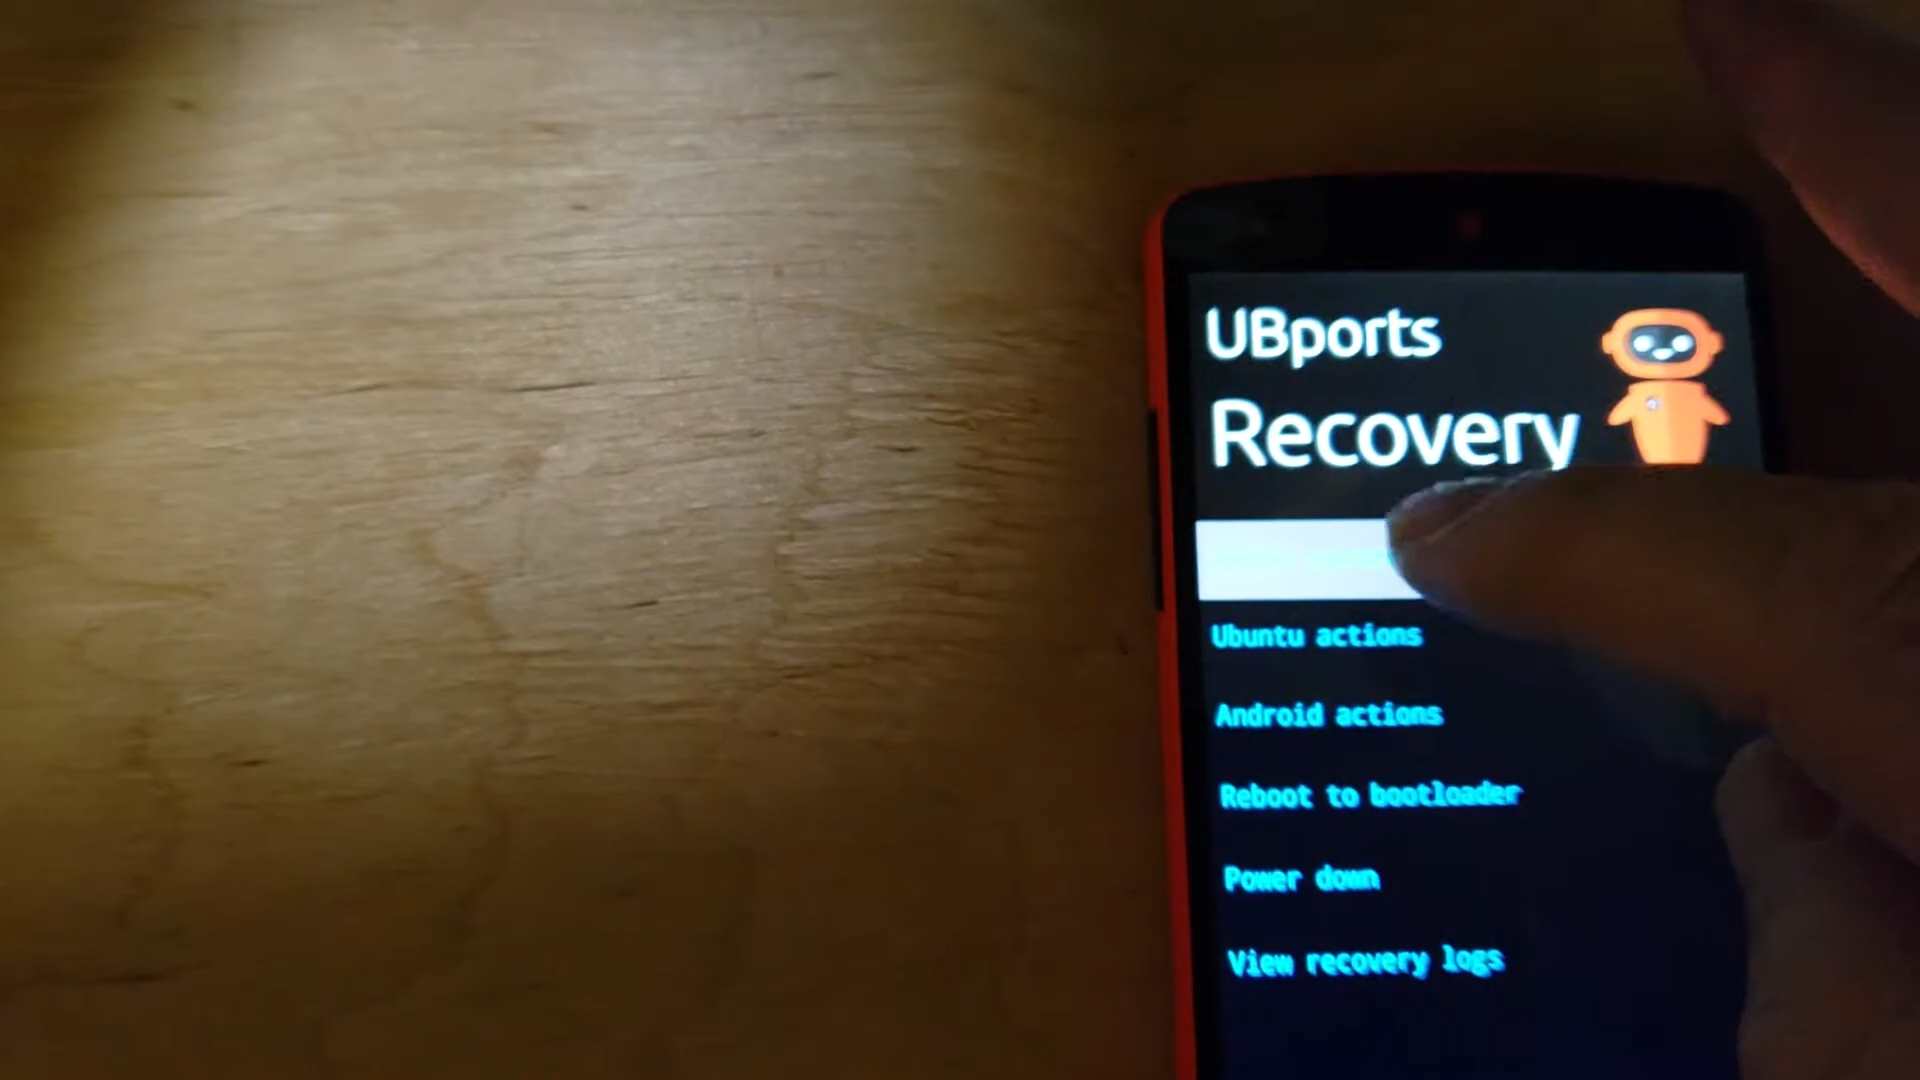 UBports
Recovery
Ubuntu actions
Android actions
Reboot to bootloader
Power down
View recovery logs